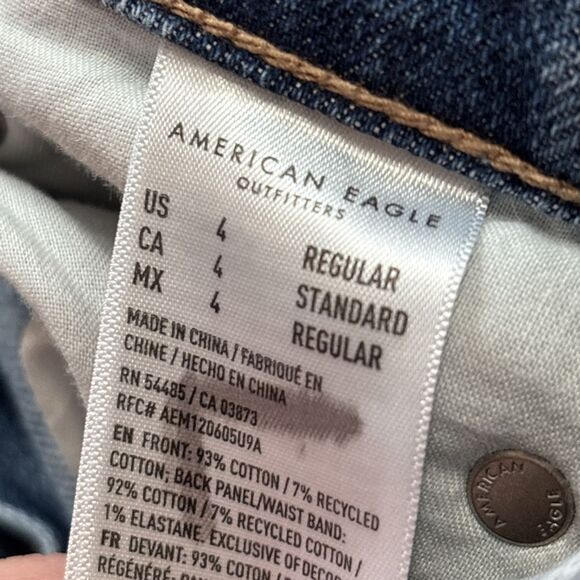 AMERICAN EAGLE
OUTFITTERS
US 4 REGULAR
CA 4 STANDARD
MX 4 REGULAR
MADE IN CHINA / FABRIQUÉ EN
CHINE / HECHO EN CHINA
RN 54485 / CA 03873
RFC# AEM120605U9A
EN FRONT: 93% COTTON / 7% RECYCLED
COTTON; BACK PANEL/WAIST BAND:
92% COTTON / 7% RECYCLED COTTON /
1% ELASTANE. EXCLUSIVE OF DECOR
FR DEVANT: 93% COTON /
RÉGÉNÉRÉ;
AMERICAN
EAGLE